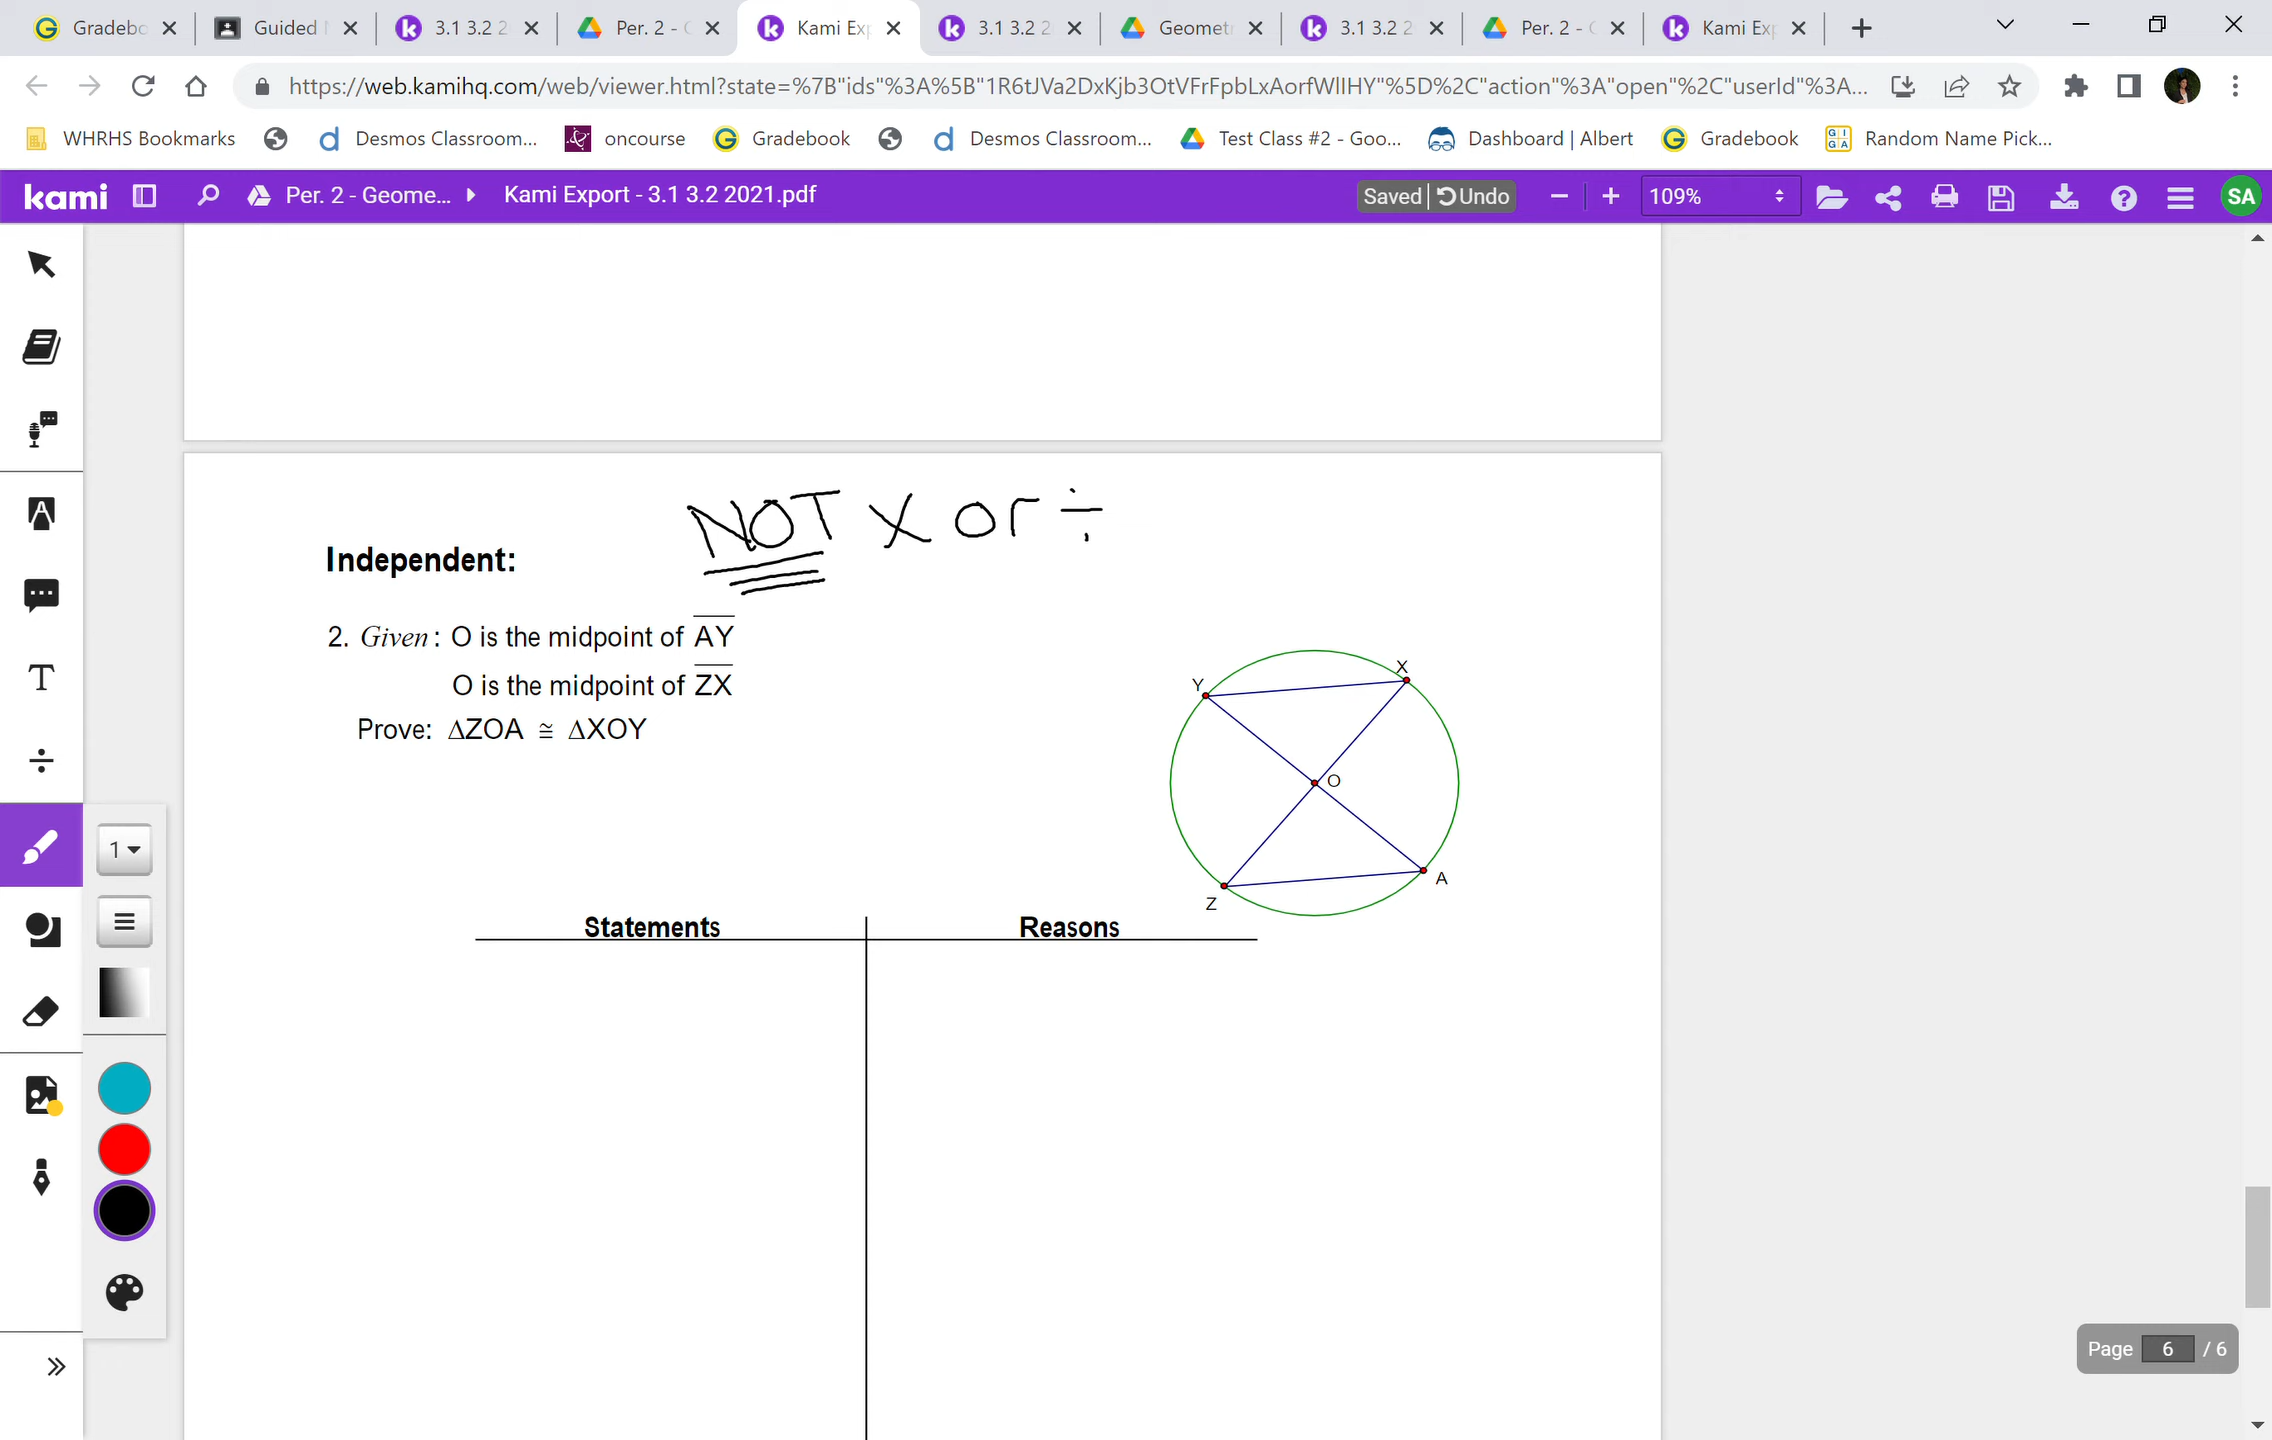 Gradebo
Guided
3.1 3.2 2
Per. 2 -
Kami Exp
3.1 3.2 2
Geomet
3.1 3.2 2
Per. 2 -
Kami Exp
https://web.kamihq.com/web/viewer.html?state=%7B"ids"%3A%5B"1R6tJVa2DxKjb3OtVFrFpbLxAorfWlIHY"%5D%2C"action"%3A"open"%2C"userId"%3A...
WHRHS Bookmarks
Desmos Classroom...
oncourse
Gradebook
Desmos Classroom...
Test Class #2 - Goo...
Dashboard | Albert
Gradebook
GI GA
Random Name Pick...
kami
Per. 2 - Geome...
Kami Export - 3.1 3.2 2021.pdf
Saved Undo
109%
SA
NOT X or ÷
Independent:
2. Given: O is the midpoint of AY
O is the midpoint of ZX
Prove: ΔZOA ≅ ΔXOY
Y
X
O
Z
A
Statements
Reasons
1
Page 6 / 6